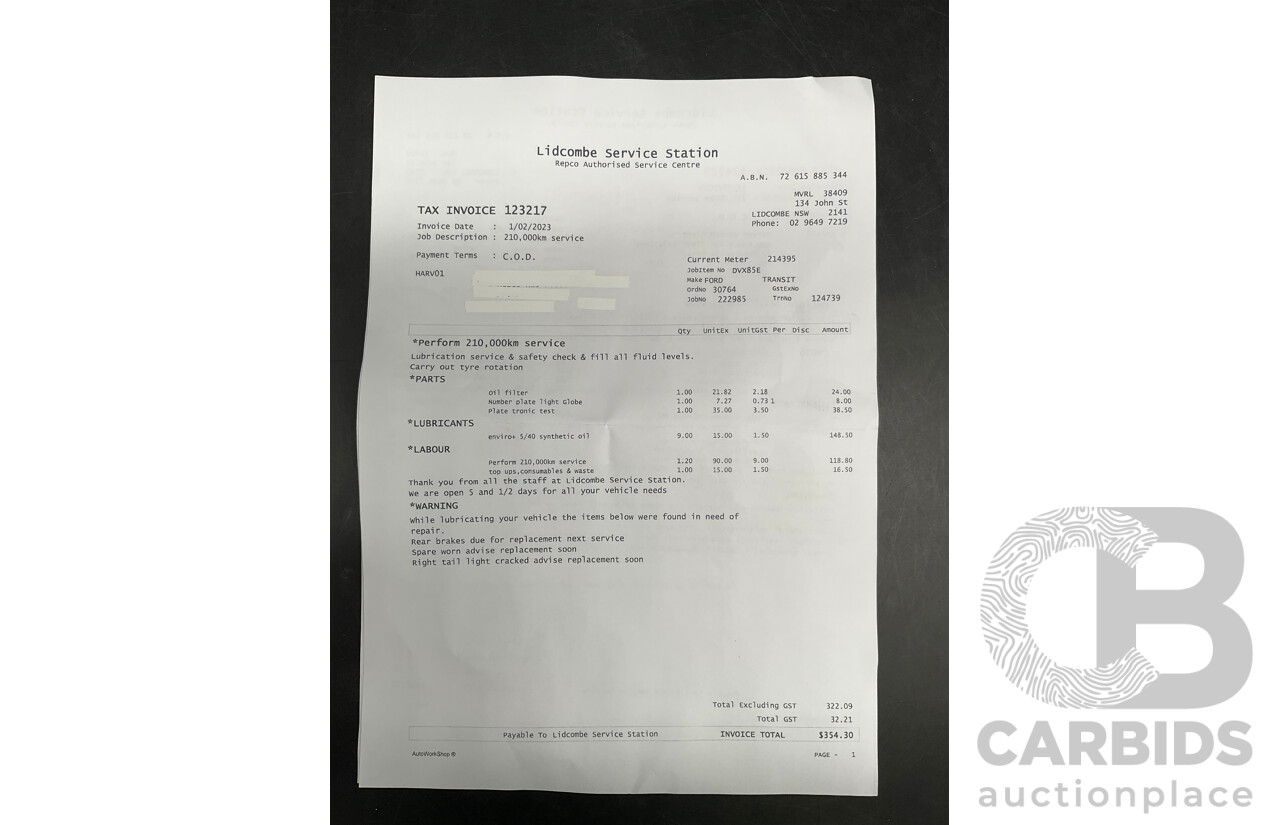 Lidcombe Service Station
Repco Authorised Service Centre
A.B.N. 72 615 885 344
MVRL 38409
134 John St
LIDCOMBE NSW 2141
Phone: 02 9649 7219
TAX INVOICE 123217
Invoice Date : 1/02/2023
Job Description : 210,000km service
Payment Terms : C.O.D.
HARV01
Current Meter 214395
JobItem No DVX85E
Make FORD TRANSIT
OrdNo 30764 GstExNo
JobNo 222985 TrnNo 124739
Qty UnitEx UnitGst Per Disc Amount
*Perform 210,000km service
Lubrication service & safety check & fill all fluid levels.
Carry out tyre rotation
*PARTS
Oil filter 1.00 21.82 2.18 24.00
Number plate light Globe 1.00 7.27 0.73 1 8.00
Plate tronic test 1.00 35.00 3.50 38.50
*LUBRICANTS
enviro+ 5/40 synthetic oil 9.00 15.00 1.50 148.50
*LABOUR
Perform 210,000km service 1.20 90.00 9.00 118.80
top ups,consumables & waste 1.00 15.00 1.50 16.50
Thank you from all the staff at Lidcombe Service Station.
We are open 5 and 1/2 days for all your vehicle needs
*WARNING
While lubricating your vehicle the items below were found in need of
repair.
Rear brakes due for replacement next service
Spare worn advise replacement soon
Right tail light cracked advise replacement soon
Total Excluding GST 322.09
Total GST 32.21
Payable To Lidcombe Service Station INVOICE TOTAL $354.30
AutoWorkShop ® PAGE - 1
CB
CARBIDS
auctionplace